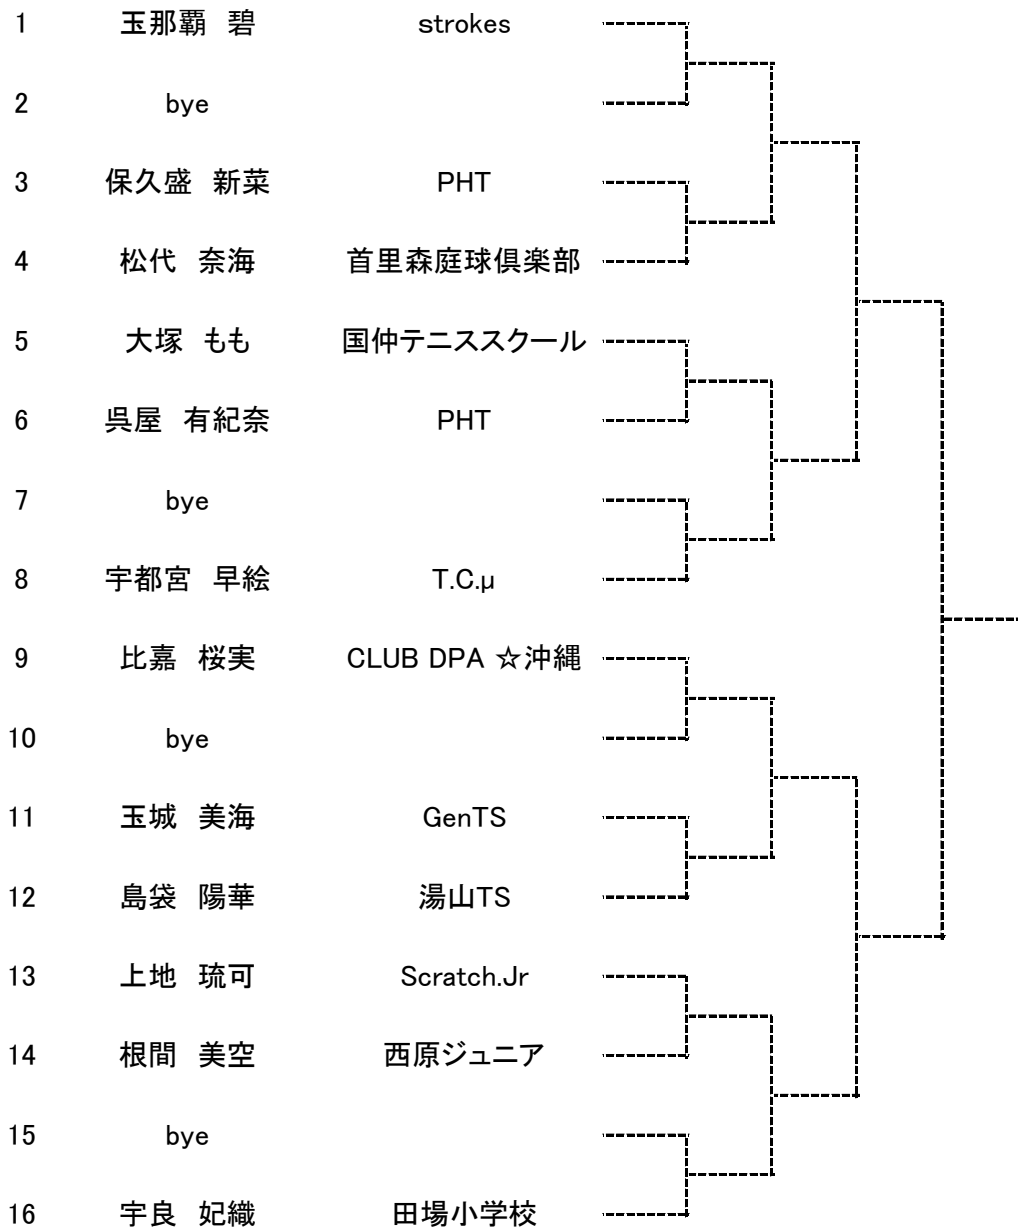 1 玉那覇　碧 strokes
2 bye
3 保久盛　新菜 PHT
4 松代　奈海 首里森庭球倶楽部
5 大塚　もも 国仲テニススクール
6 呉屋　有紀奈 PHT
7 bye
8 宇都宮　早絵 T.C.μ
9 比嘉　桜実 CLUB DPA ☆沖縄
10 bye
11 玉城　美海 GenTS
12 島袋　陽華 湯山TS
13 上地　琉可 Scratch.Jr
14 根間　美空 西原ジュニア
15 bye
16 宇良　妃織 田場小学校